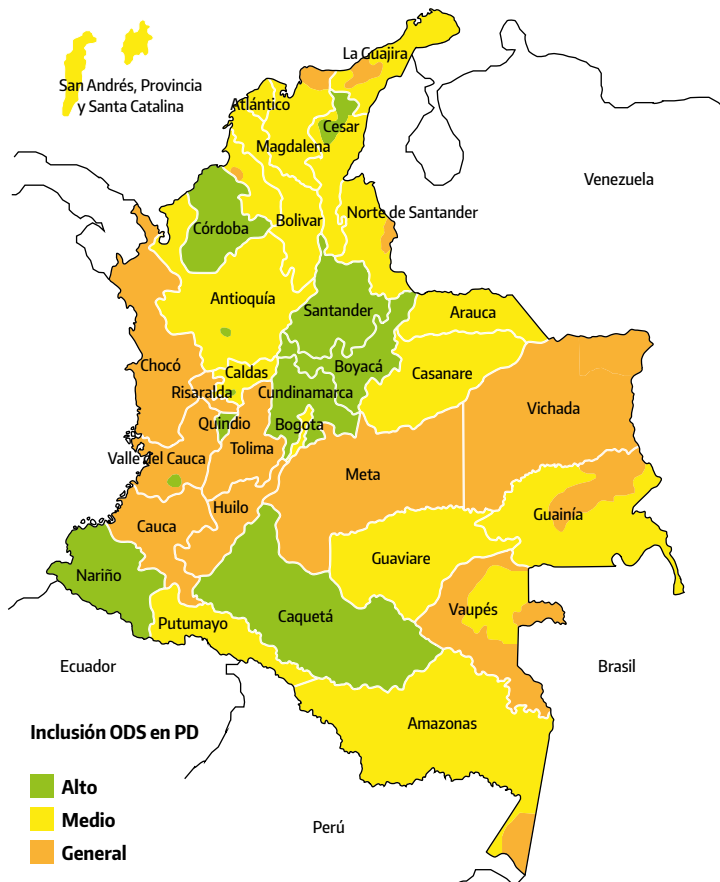 La Guajira
San Andrés, Provincia
y Santa Catalina
Atlántico
Cesar
Magdalena
Venezuela
Norte de Santander
Bolivar
Córdoba
Antioquía
Santander
Arauca
Chocó
Caldas
Boyacá
Casanare
Risaralda
Cundinamarca
Vichada
Quindio
Bogota
Tolima
Valle del Cauca
Meta
Huilo
Guainía
Cauca
Guaviare
Nariño
Vaupés
Caquetá
Putumayo
Ecuador
Brasil
Amazonas
Inclusión ODS en PD
Alto
Medio
Perú
General